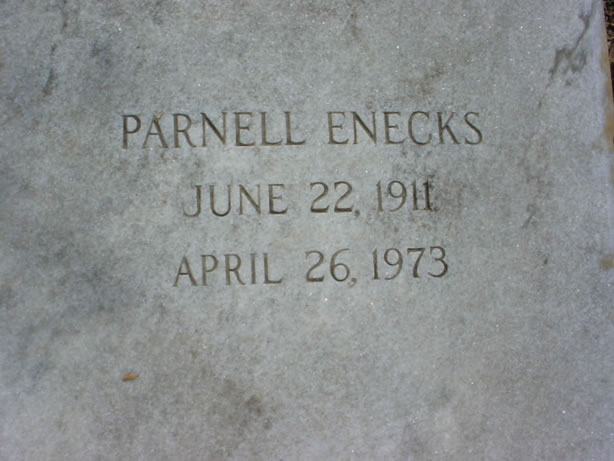 PARNELL ENECKS
JUNE 22, 1911
APRIL 26, 1973